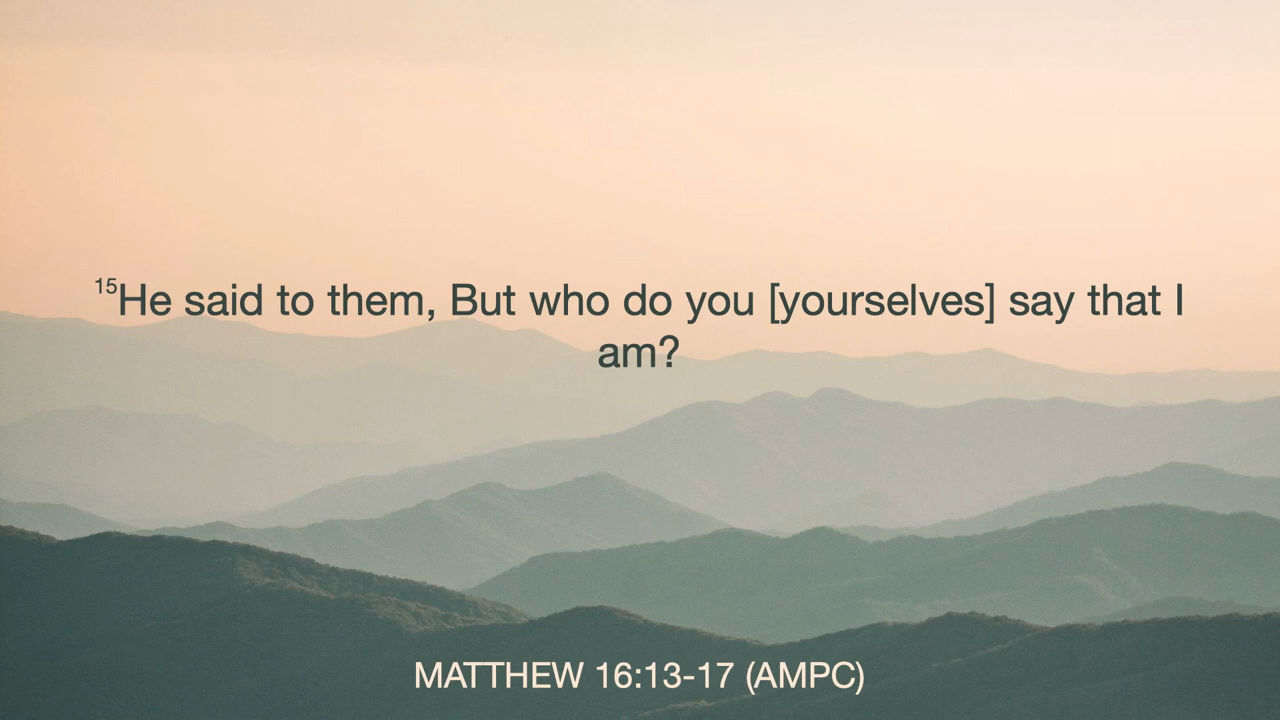 15He said to them, But who do you [yourselves] say that I
am?
MATTHEW 16:13-17 (AMPC)